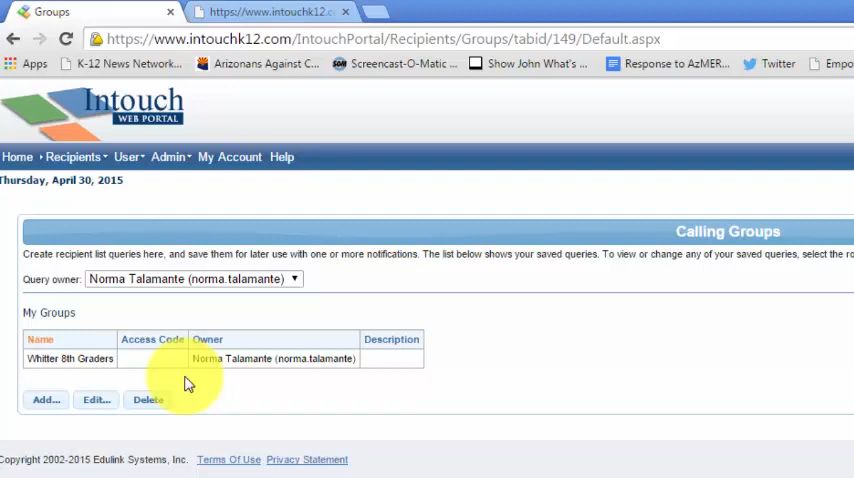 Groups
https://www.intouchk12.c
https://www.intouchk12.com/IntouchPortal/Recipients/Groups/tabid/149/Default.aspx
Apps K-12 News Network... Arizonans Against C... Screencast-O-Matic ... Show John What's ... Response to AzMER... Twitter Empo
Intouch
WEB PORTAL
Home Recipients User Admin My Account Help
Thursday, April 30, 2015
Calling Groups
Create recipient list queries here, and save them for later use with one or more notifications. The list below shows your saved queries. To view or change any of your saved queries, select the ro
Query owner: Norma Talamante (norma.talamante)
My Groups
Name Access Code Owner Description
Whitter 8th Graders Norma Talamante (norma.talamante)
Add... Edit... Delete
Copyright 2002-2015 Edulink Systems, Inc. Terms Of Use Privacy Statement